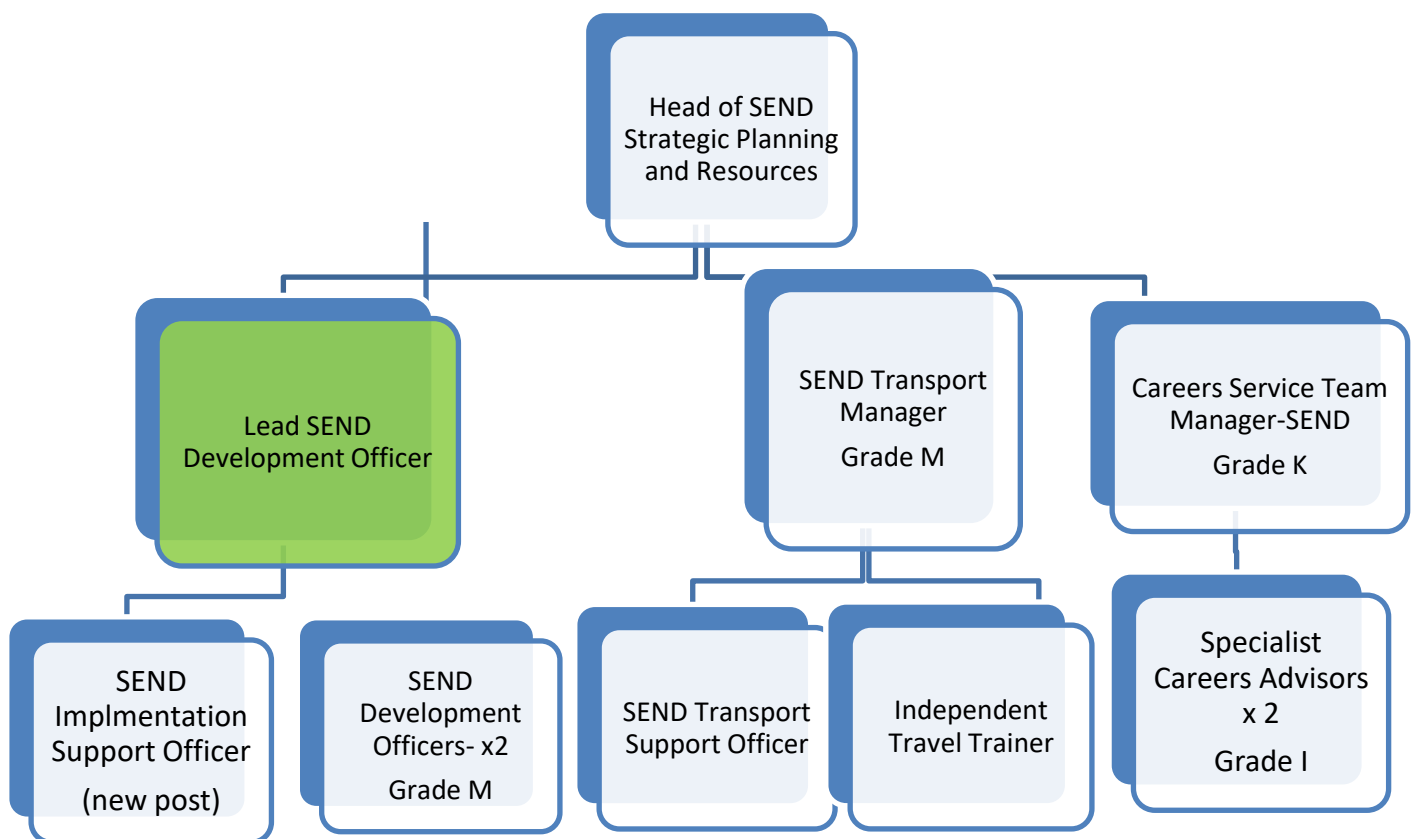 Head of SEND
Strategic Planning
and Resources
Lead SEND
Development Officer
SEND Transport
Manager
Grade M
Careers Service Team
Manager-SEND
Grade K
SEND
Implmentation
Support Officer
(new post)
SEND
Development
Officers- x2
Grade M
SEND Transport
Support Officer
Independent
Travel Trainer
Specialist
Careers Advisors
x 2
Grade I